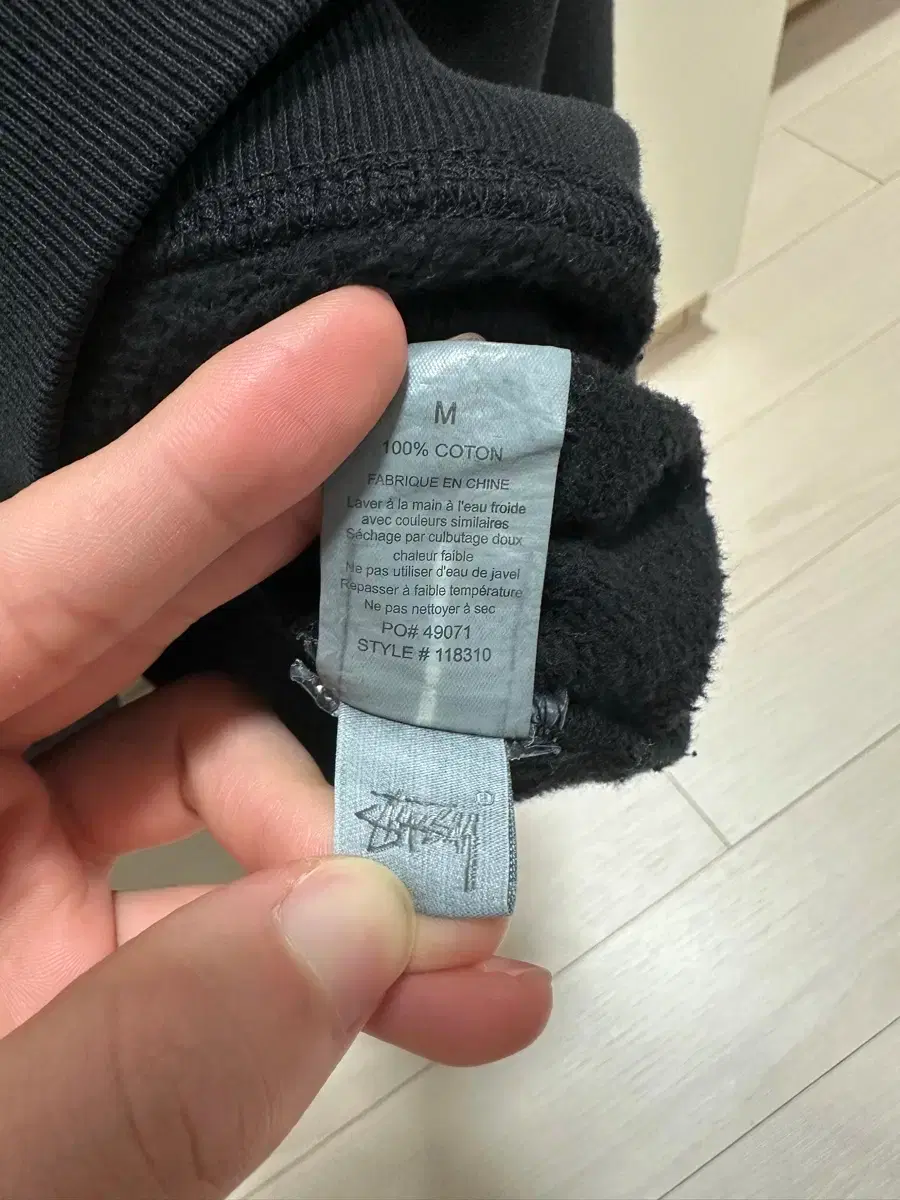 M
100% COTON
FABRIQUE EN CHINE
Laver à la main à l'eau froide
avec couleurs similaires
Séchage par culbutage doux
chaleur faible
Ne pas utiliser d'eau de javel
Repasser à faible température
Ne pas nettoyer à sec
PO# 49071
STYLE # 118310
Stüssy
®